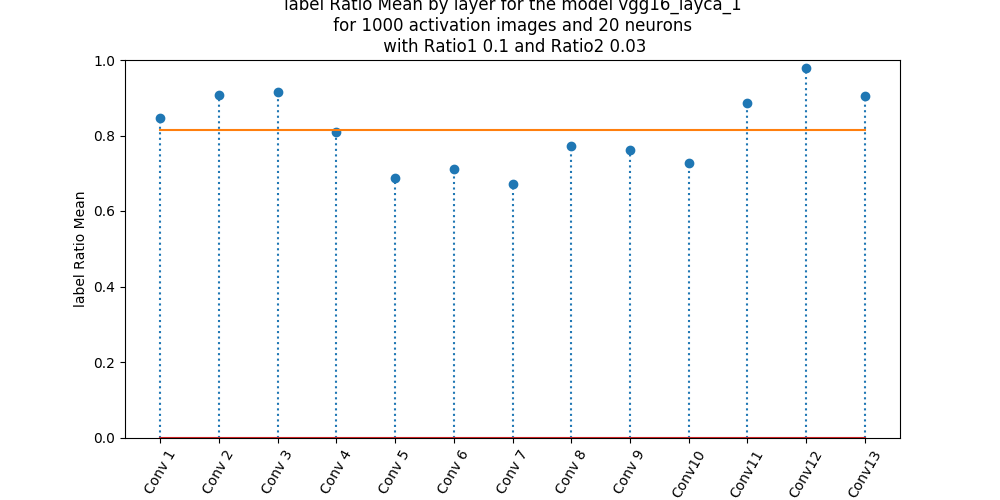 label Ratio Mean by layer for the model vgg16_layca_1
for 1000 activation images and 20 neurons
with Ratio1 0.1 and Ratio2 0.03
1.0
0.8
0.6
0.4
0.2
0.0
label Ratio Mean
Conv 1
Conv 2
Conv 3
Conv 4
Conv 5
Conv 6
Conv 7
Conv 8
Conv 9
Conv10
Conv11
Conv12
Conv13